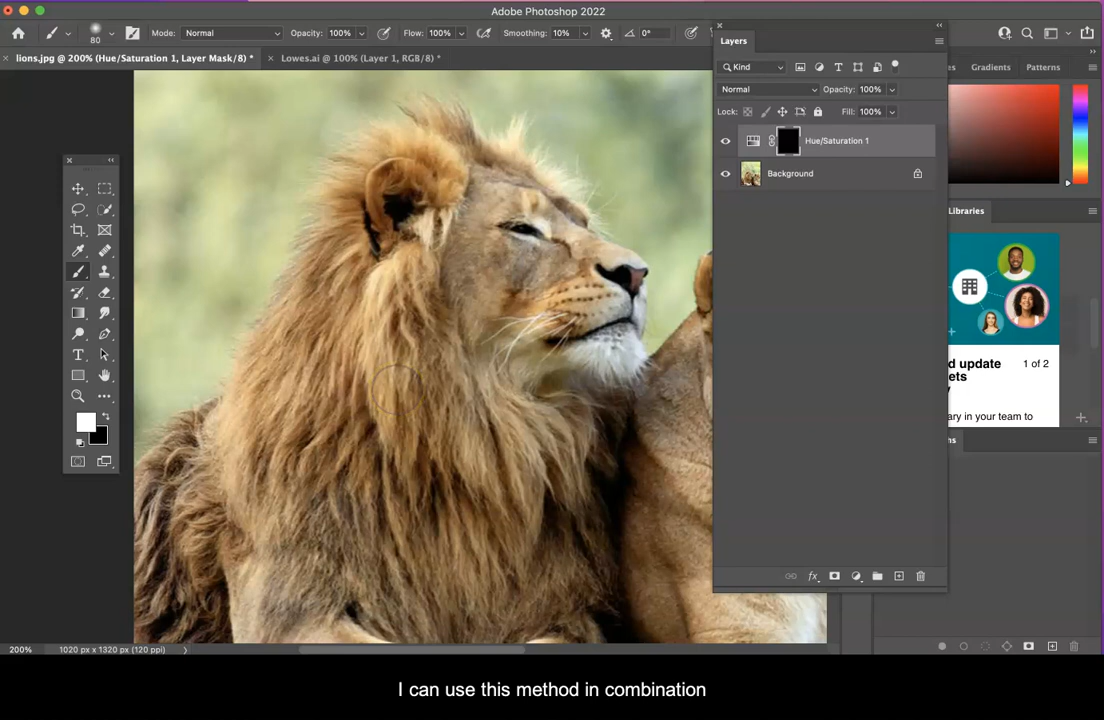 Adobe Photoshop 2022
80
Mode: Normal
Opacity: 100%
Flow: 100%
Smoothing: 10%
0°
lions.jpg @ 200% (Hue/Saturation 1, Layer Mask/8) *
Lowes.ai @ 100% (Layer 1, RGB/8) *
Layers
Kind
Normal
Opacity: 100%
Lock:
Fill: 100%
Hue/Saturation 1
Background
Gradients
Patterns
Libraries
d update
1 of 2
ary in your team to
200%
1020 px x 1320 px (120 ppi)
I can use this method in combination